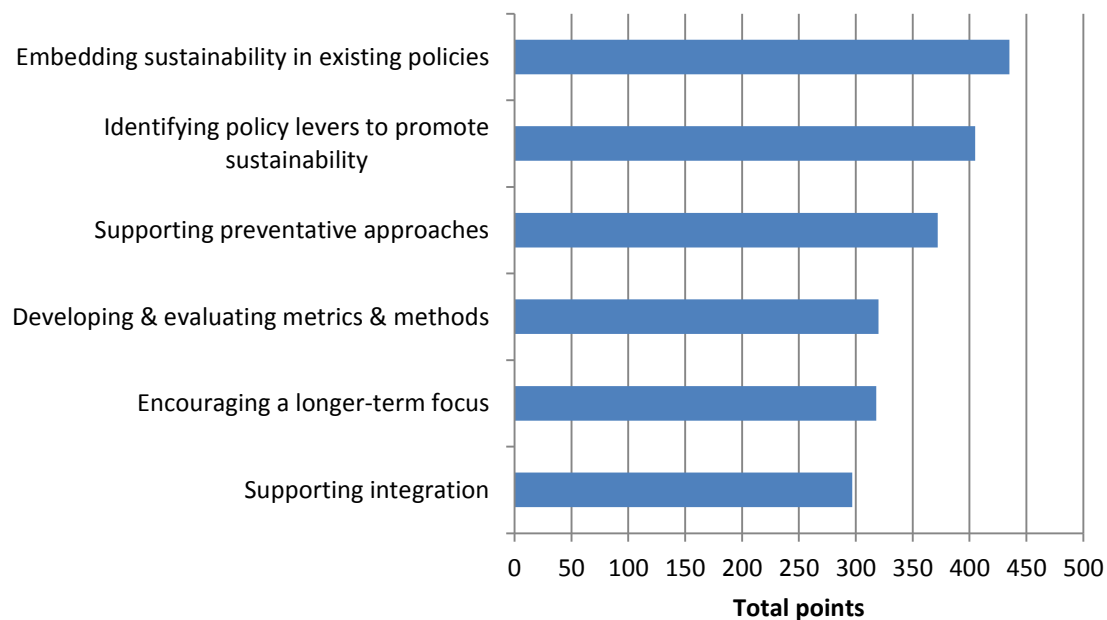 Embedding sustainability in existing policies
Identifying policy levers to promote
sustainability
Supporting preventative approaches
Developing & evaluating metrics & methods
Encouraging a longer-term focus
Supporting integration
0 50 100 150 200 250 300 350 400 450 500
Total points